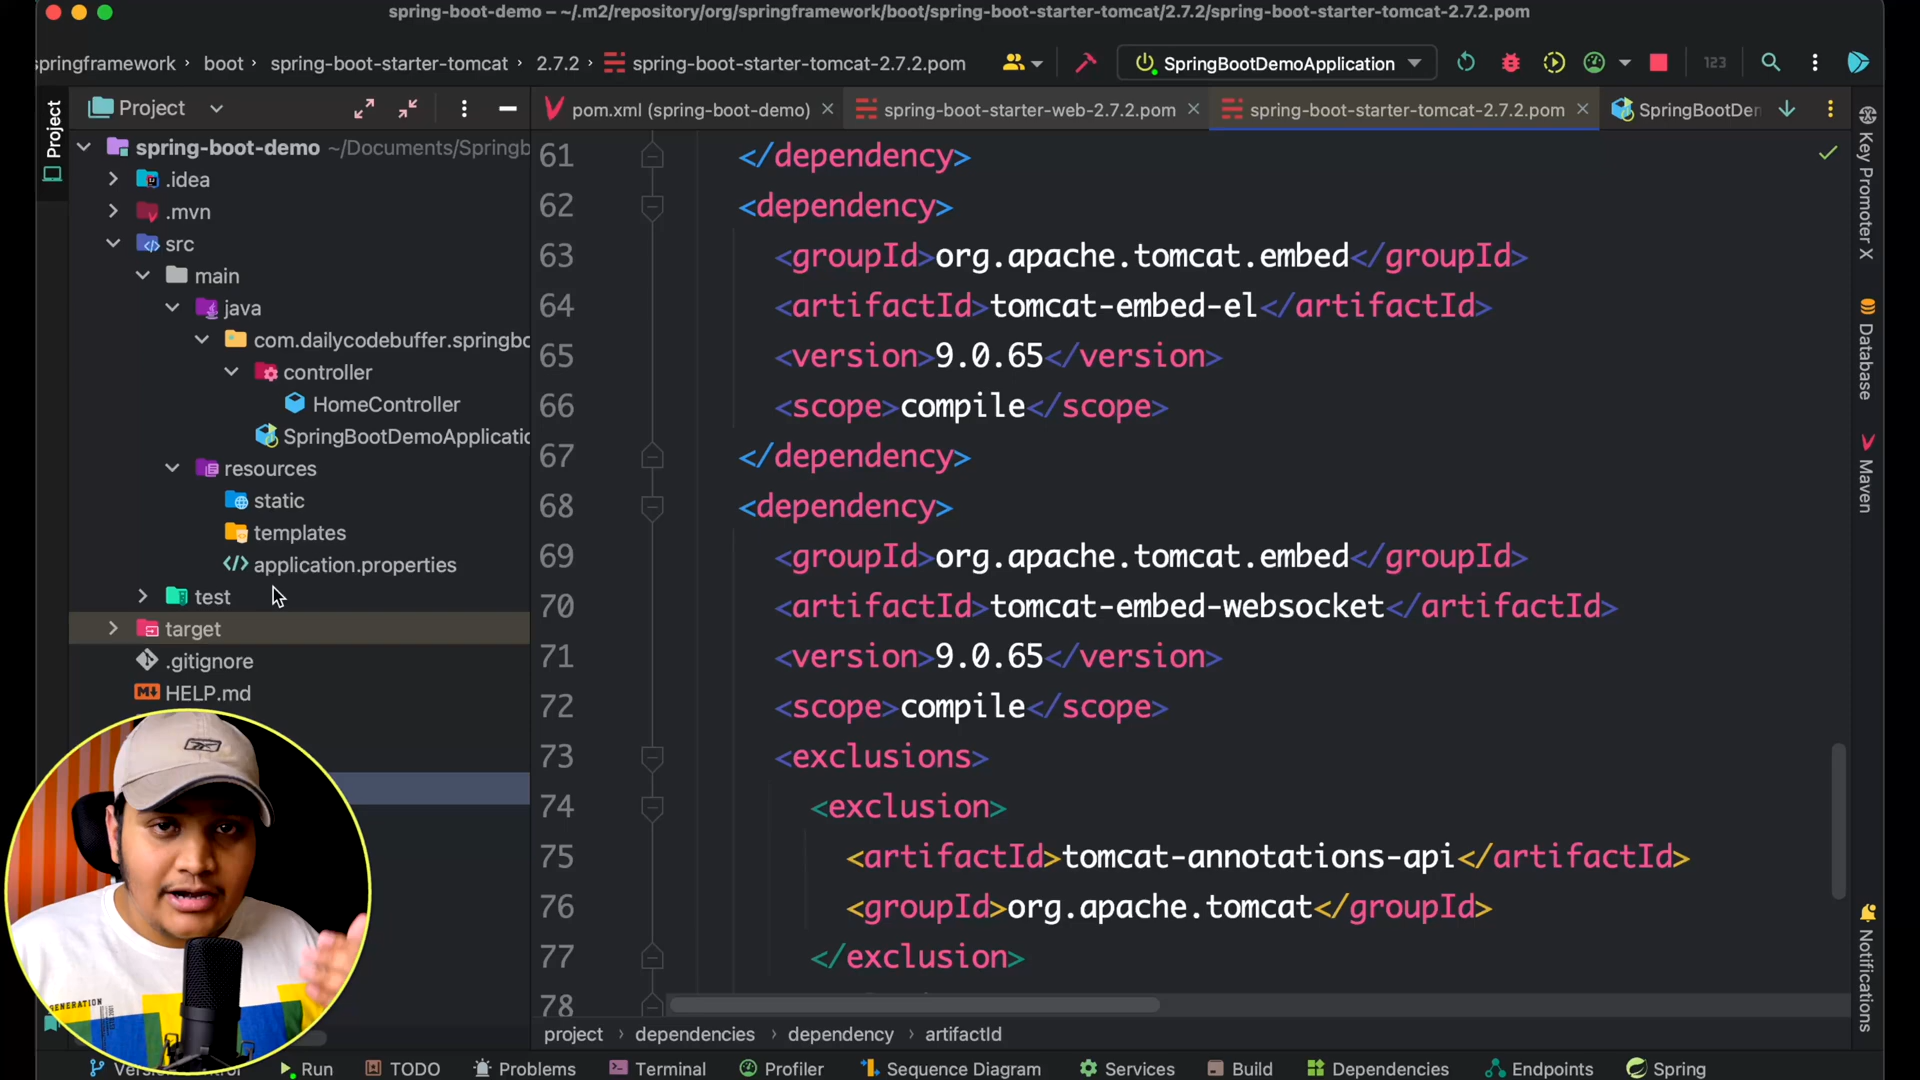 spring-boot-demo – ~/.m2/repository/org/springframework/boot/spring-boot-starter-tomcat/2.7.2/spring-boot-starter-tomcat-2.7.2.pom
springframework › boot › spring-boot-starter-tomcat › 2.7.2 › spring-boot-starter-tomcat-2.7.2.pom
SpringBootDemoApplication
123
Project
Project
pom.xml (spring-boot-demo)
spring-boot-starter-web-2.7.2.pom
spring-boot-starter-tomcat-2.7.2.pom
SpringBootDem
spring-boot-demo ~/Documents/Springb
.idea
.mvn
src
main
java
com.dailycodebuffer.springbo
controller
HomeController
SpringBootDemoApplicatio
resources
static
templates
application.properties
test
target
.gitignore
HELP.md
61 </dependency>
62 <dependency>
63 <groupId>org.apache.tomcat.embed</groupId>
64 <artifactId>tomcat-embed-el</artifactId>
65 <version>9.0.65</version>
66 <scope>compile</scope>
67 </dependency>
68 <dependency>
69 <groupId>org.apache.tomcat.embed</groupId>
70 <artifactId>tomcat-embed-websocket</artifactId>
71 <version>9.0.65</version>
72 <scope>compile</scope>
73 <exclusions>
74 <exclusion>
75 <artifactId>tomcat-annotations-api</artifactId>
76 <groupId>org.apache.tomcat</groupId>
77 </exclusion>
78
project › dependencies › dependency › artifactId
Key Promoter X
Database
Maven
Notifications
GENERATION
Run
TODO
Problems
Terminal
Profiler
Sequence Diagram
Services
Build
Dependencies
Endpoints
Spring